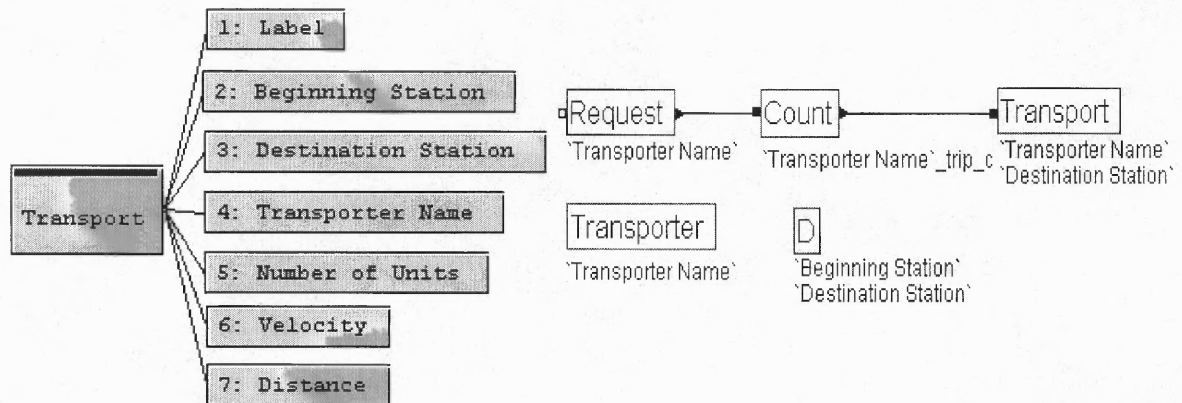 Transport
1: Label
2: Beginning Station
3: Destination Station
4: Transporter Name
5: Number of Units
6: Velocity
7: Distance
Request
`Transporter Name`
Count
`Transporter Name`_trip_c
Transport
`Transporter Name`
`Destination Station`
Transporter
`Transporter Name`
D
`Beginning Station`
`Destination Station`